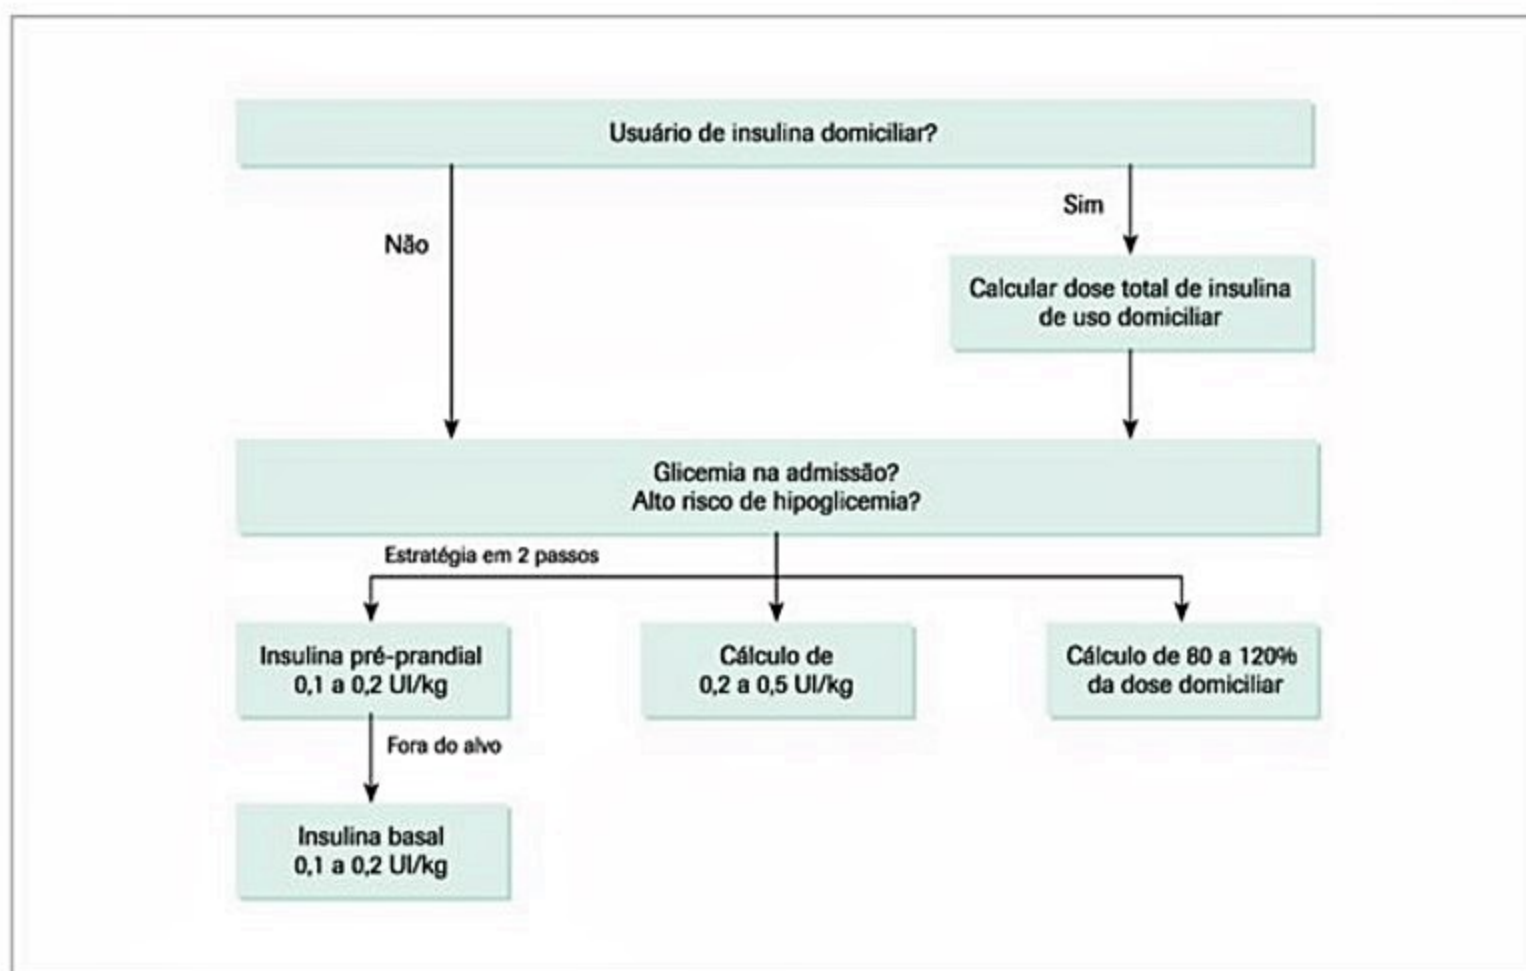 Usuário de insulina domiciliar?
Não
Sim
Calcular dose total de insulina
de uso domiciliar
Glicemia na admissão?
Alto risco de hipoglicemia?
Estratégia em 2 passos
Insulina pré-prandial
0,1 a 0,2 UI/kg
Cálculo de
0,2 a 0,5 UI/kg
Cálculo de 80 a 120%
da dose domiciliar
Fora do alvo
Insulina basal
0,1 a 0,2 UI/kg